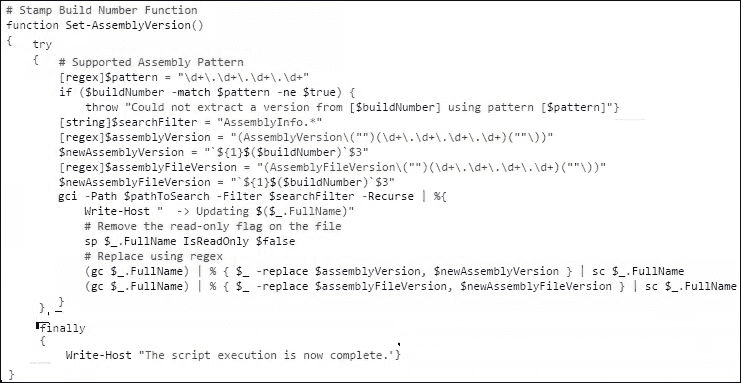 # Stamp Build Number Function
function Set-AssemblyVersion()
{
try
{
# Supported Assembly Pattern
[regex]$pattern = "\d+\.\d+\.\d+\.\d+"
if ($buildNumber -match $pattern -ne $true) {
throw "Could not extract a version from [$buildNumber] using pattern [$pattern]"}
[string]$searchFilter = "AssemblyInfo.*"
[regex]$assemblyVersion = "(AssemblyVersion\("")(\d+\.\d+\.\d+\.\d+)(""\))"
$newAssemblyVersion = "`${1}$($buildNumber)`$3"
[regex]$assemblyFileVersion = "(AssemblyFileVersion\("")(\d+\.\d+\.\d+\.\d+)(""\))"
$newAssemblyFileVersion = "`${1}$($buildNumber)`$3"
gci -Path $pathToSearch -Filter $searchFilter -Recurse | %{
Write-Host "  -> Updating $($_.FullName)"
# Remove the read-only flag on the file
sp $_.FullName IsReadOnly $false
# Replace using regex
(gc $_.FullName) | % { $_ -replace $assemblyVersion, $newAssemblyVersion } | sc $_.FullName
(gc $_.FullName) | % { $_ -replace $assemblyFileVersion, $newAssemblyFileVersion } | sc $_.FullName
}
}
finally
{
Write-Host "The script execution is now complete.'}
}